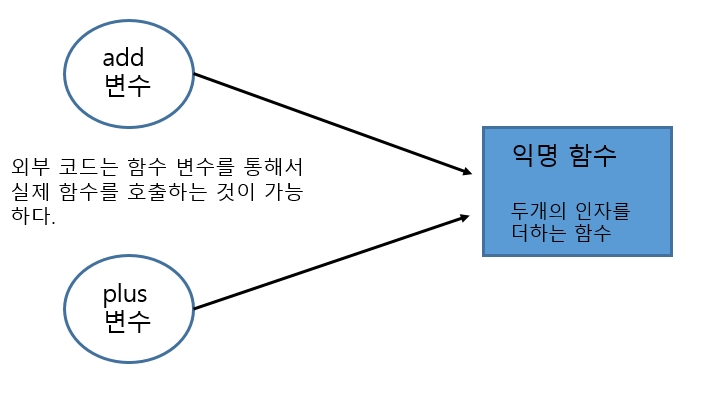 add
변수
외부 코드는 함수 변수를 통해서
실제 함수를 호출하는 것이 가능
하다.
plus
변수
익명 함수
두개의 인자를
더하는 함수